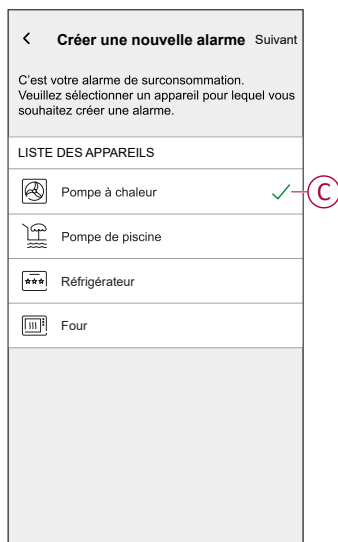 Créer une nouvelle alarme Suivant
C'est votre alarme de surconsommation.
Veuillez sélectionner un appareil pour lequel vous
souhaitez créer une alarme.
LISTE DES APPAREILS
Pompe à chaleur
C
Pompe de piscine
Réfrigérateur
Four